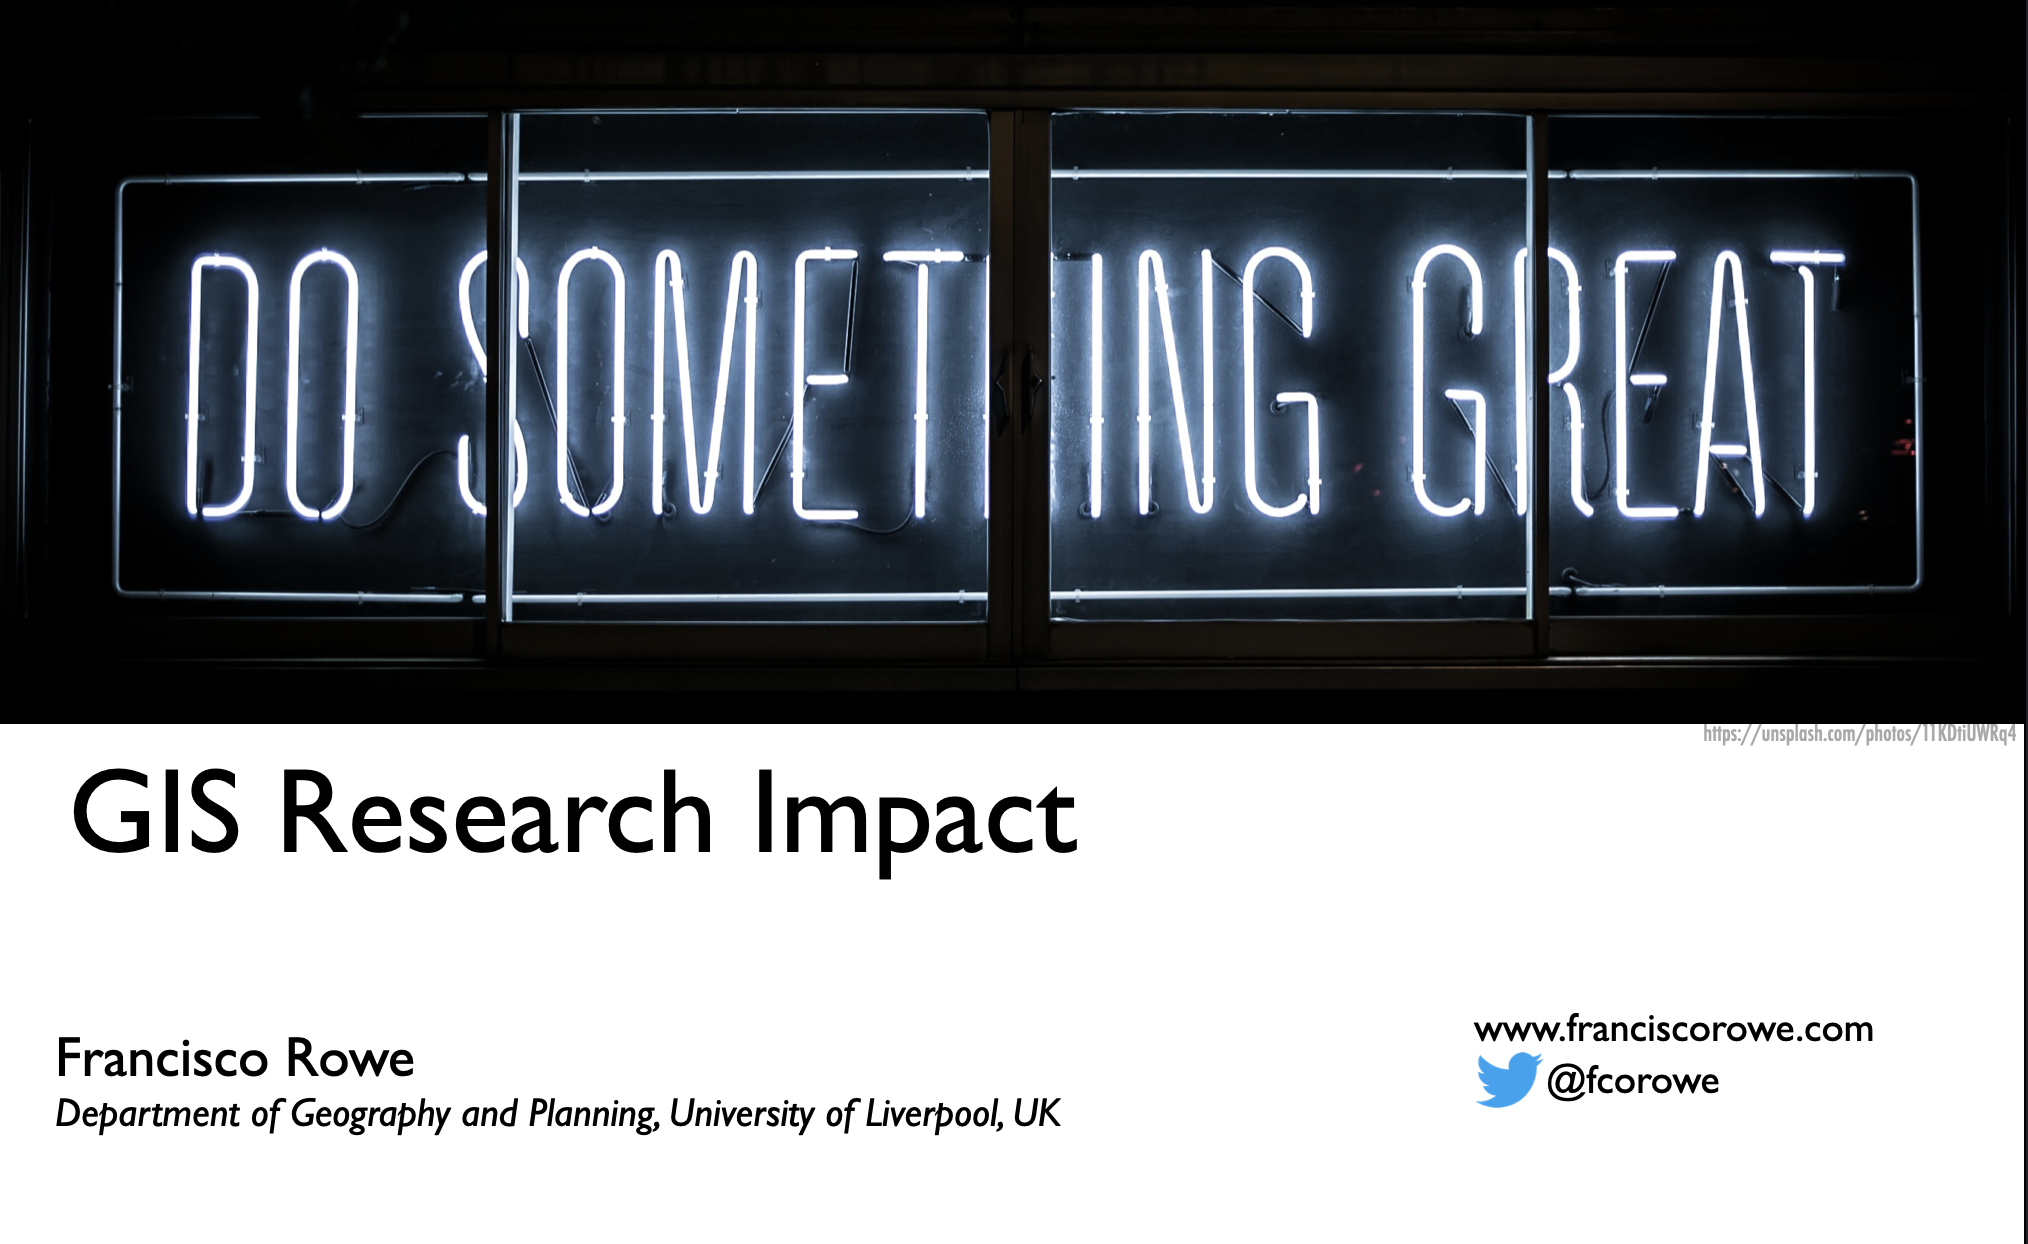 DO SOMETHING GREAT
https://unsplash.com/photos/11KDtiUWRq4
GIS Research Impact
Francisco Rowe
Department of Geography and Planning, University of Liverpool, UK
www.franciscorowe.com
@fcorowe